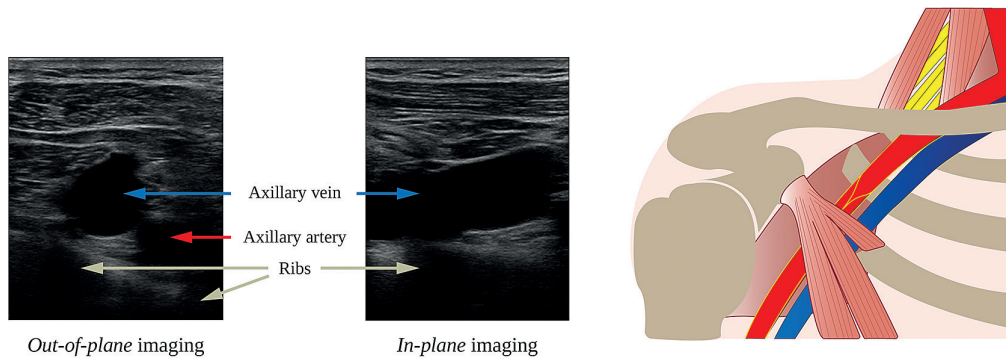 Axillary vein
Axillary artery
Ribs
Out-of-plane imaging
In-plane imaging